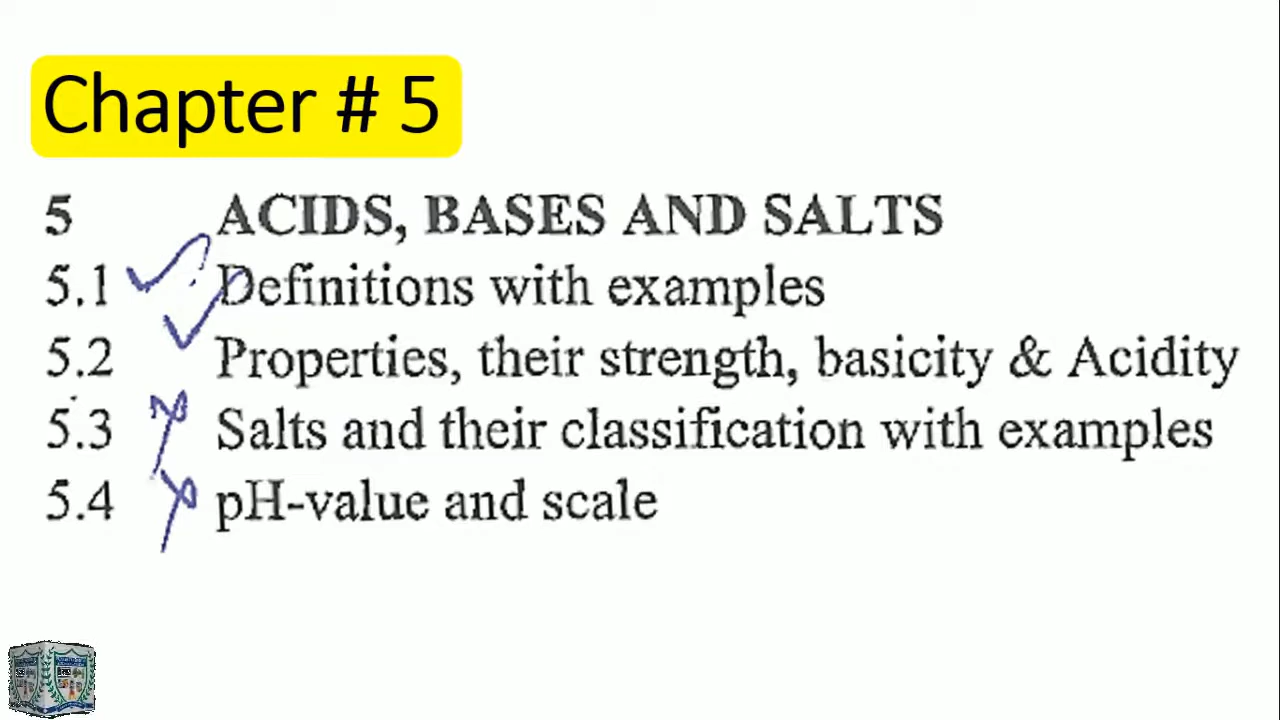 Chapter # 5
5 ACIDS, BASES AND SALTS
5.1 Definitions with examples
5.2 Properties, their strength, basicity & Acidity
5.3 Salts and their classification with examples
5.4 pH-value and scale